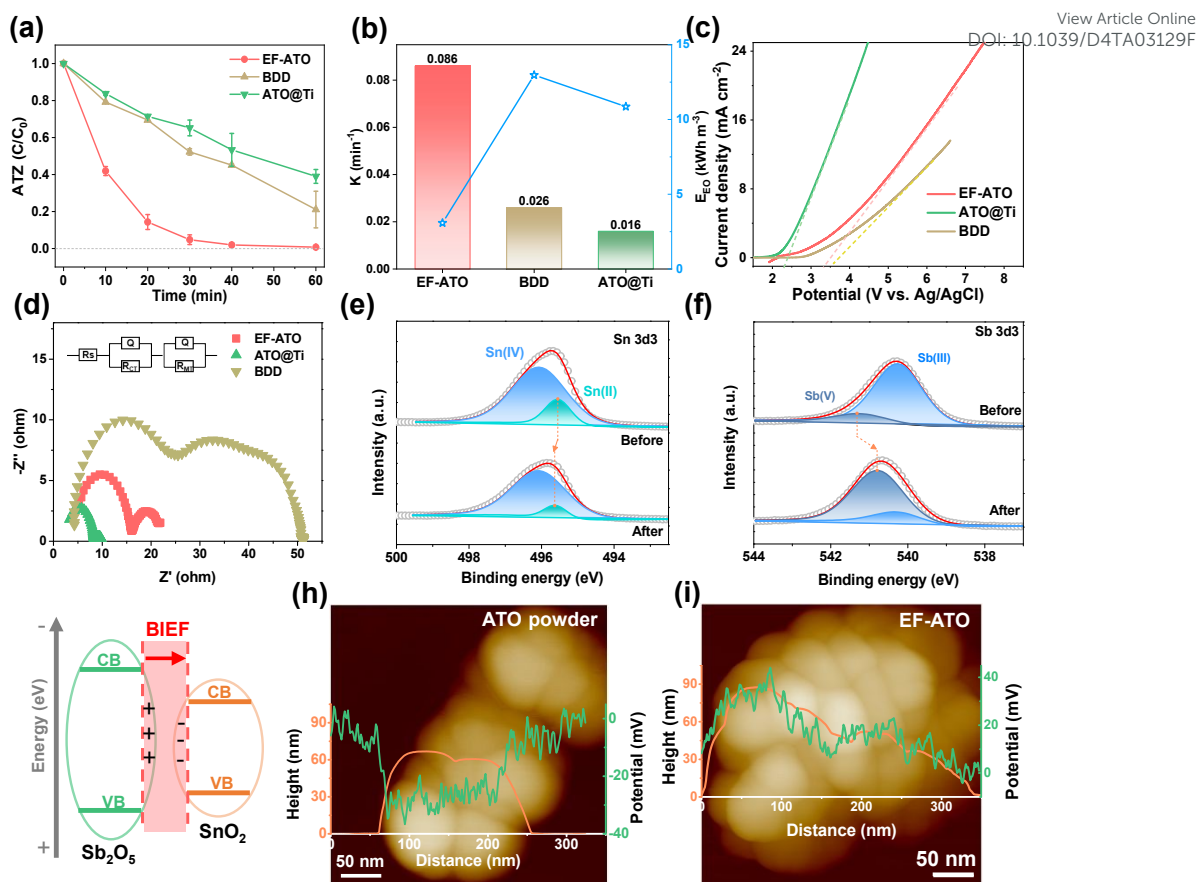 View Article Online
DOI: 10.1039/D4TA03129F
(a)
EF-ATO
BDD
ATO@Ti
ATZ (C/C0)
1.0
0.8
0.6
0.4
0.2
0.0
0 10 20 30 40 50 60
Time (min)
(b)
0.086
0.026
0.016
K (min-1)
0.10
0.08
0.06
0.04
0.02
0.00
EF-ATO BDD ATO@Ti
15
10
5
0
EEO (kWh m-3)
(c)
Current density (mA cm-2)
24
16
8
0
EF-ATO
ATO@Ti
BDD
2 3 4 5 6 7 8
Potential (V vs. Ag/AgCl)
(d)
Rs
Q
RCT
Q
RMT
EF-ATO
ATO@Ti
BDD
-Z'' (ohm)
15
10
5
0
0 10 20 30 40 50
Z' (ohm)
(e)
Sn 3d3
Sn(IV)
Sn(II)
Before
After
Intensity (a.u.)
500 498 496 494
Binding energy (eV)
(f)
Sb 3d3
Sb(III)
Sb(V)
Before
After
Intensity (a.u.)
544 542 540 538
Binding energy (eV)
Energy (eV)
-
+
BIEF
CB
CB
+
+
+
-
-
-
VB
VB
Sb2O5
SnO2
(h)
ATO powder
Height (nm)
90
60
30
0
0
-20
-40
Potential (mV)
0 100 200 300
Distance (nm)
50 nm
(i)
EF-ATO
Height (nm)
90
60
30
0
40
20
0
Potential (mV)
0 100 200 300
Distance (nm)
50 nm